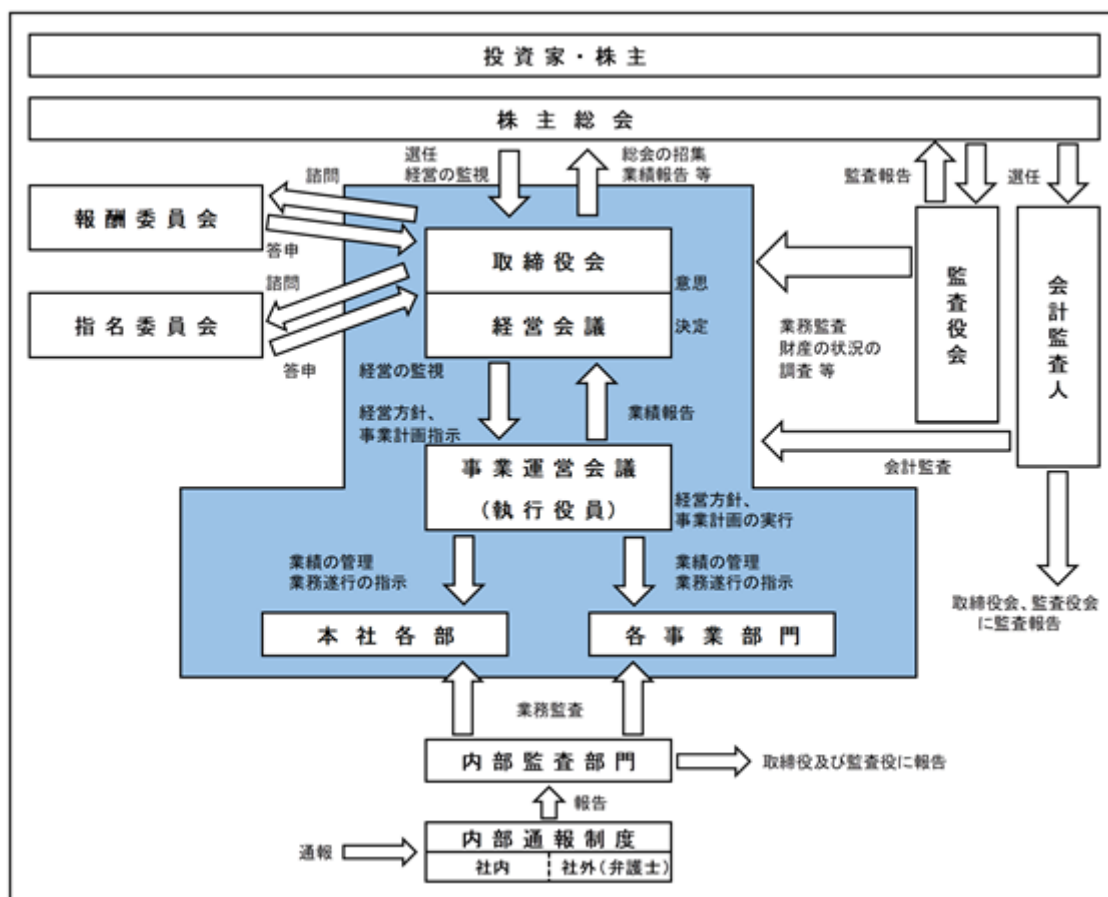 投資家・株主
株主総会
選任
経営の監視
総会の招集
業績報告 等
監査報告
選任
諮問
報酬委員会
答申
諮問
指名委員会
答申
取締役会
経営会議
意思
決定
監査役会
会計監査人
業務監査
財産の状況の
調査 等
経営の監視
経営方針、
事業計画指示
業績報告
会計監査
事業運営会議
(執行役員)
経営方針、
事業計画の実行
業績の管理
業務遂行の指示
業績の管理
業務遂行の指示
取締役会、監査役会
に監査報告
本社各部
各事業部門
業務監査
内部監査部門
取締役及び監査役に報告
報告
通報
内部通報制度
社内
社外(弁護士)